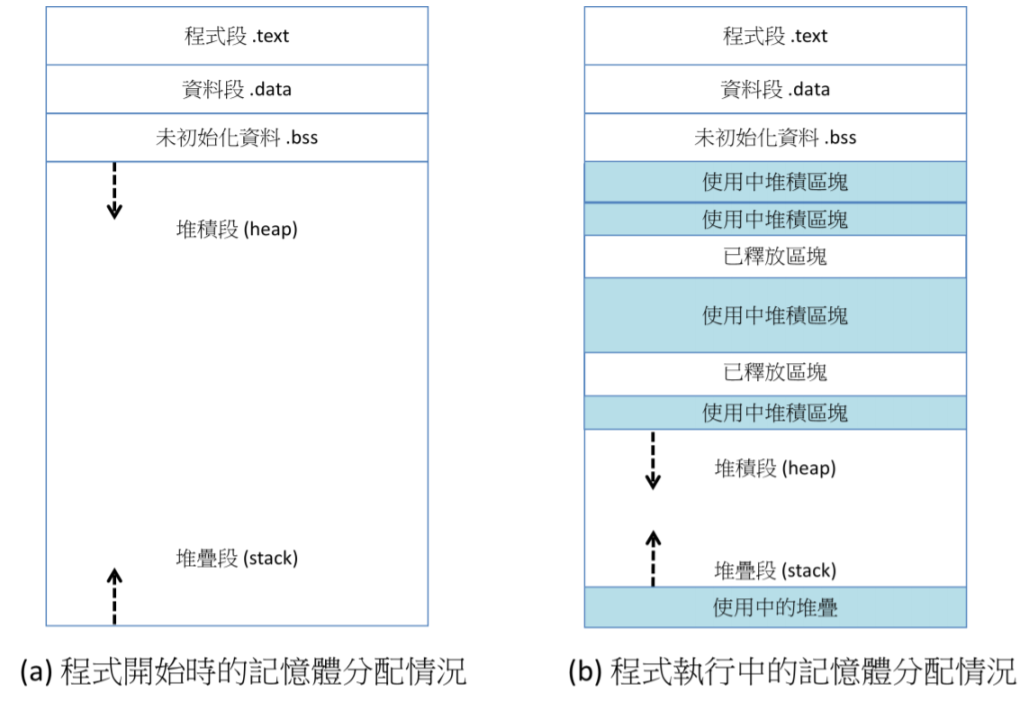 程式段 .text
資料段 .data
未初始化資料 .bss
堆積段 (heap)
堆疊段 (stack)
(a) 程式開始時的記憶體分配情況
程式段 .text
資料段 .data
未初始化資料 .bss
使用中堆積區塊
使用中堆積區塊
已釋放區塊
使用中堆積區塊
已釋放區塊
使用中堆積區塊
堆積段 (heap)
堆疊段 (stack)
使用中的堆疊
(b) 程式執行中的記憶體分配情況